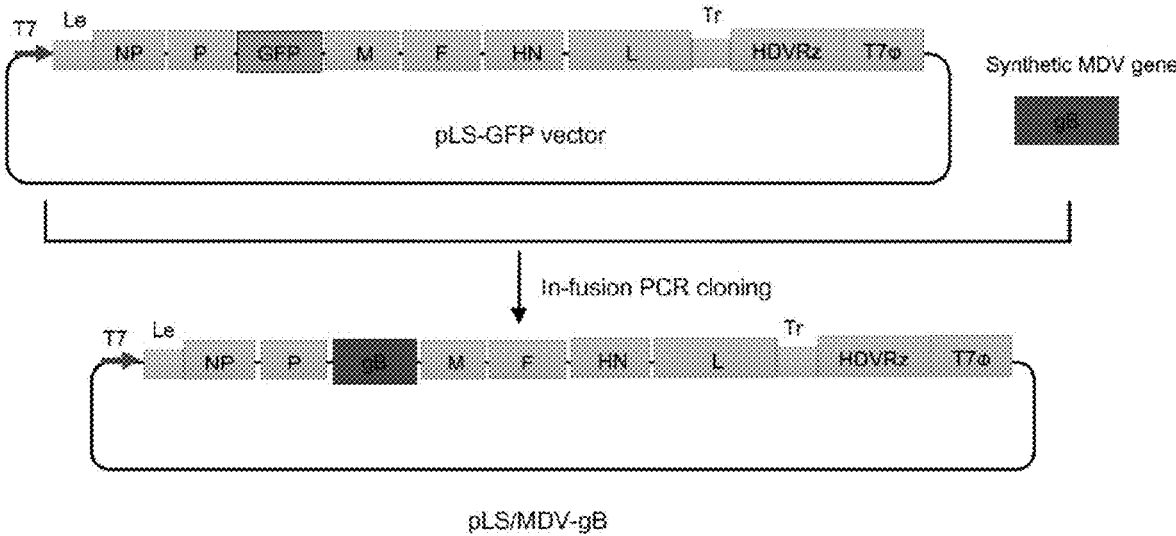 T7 Le NP P GFP M F HN L Tr HDVRz T7φ
Synthetic MDV gene
gB
pLS-GFP vector
In-fusion PCR cloning
T7 Le NP P gB M F HN L Tr HDVRz T7φ
pLS/MDV-gB